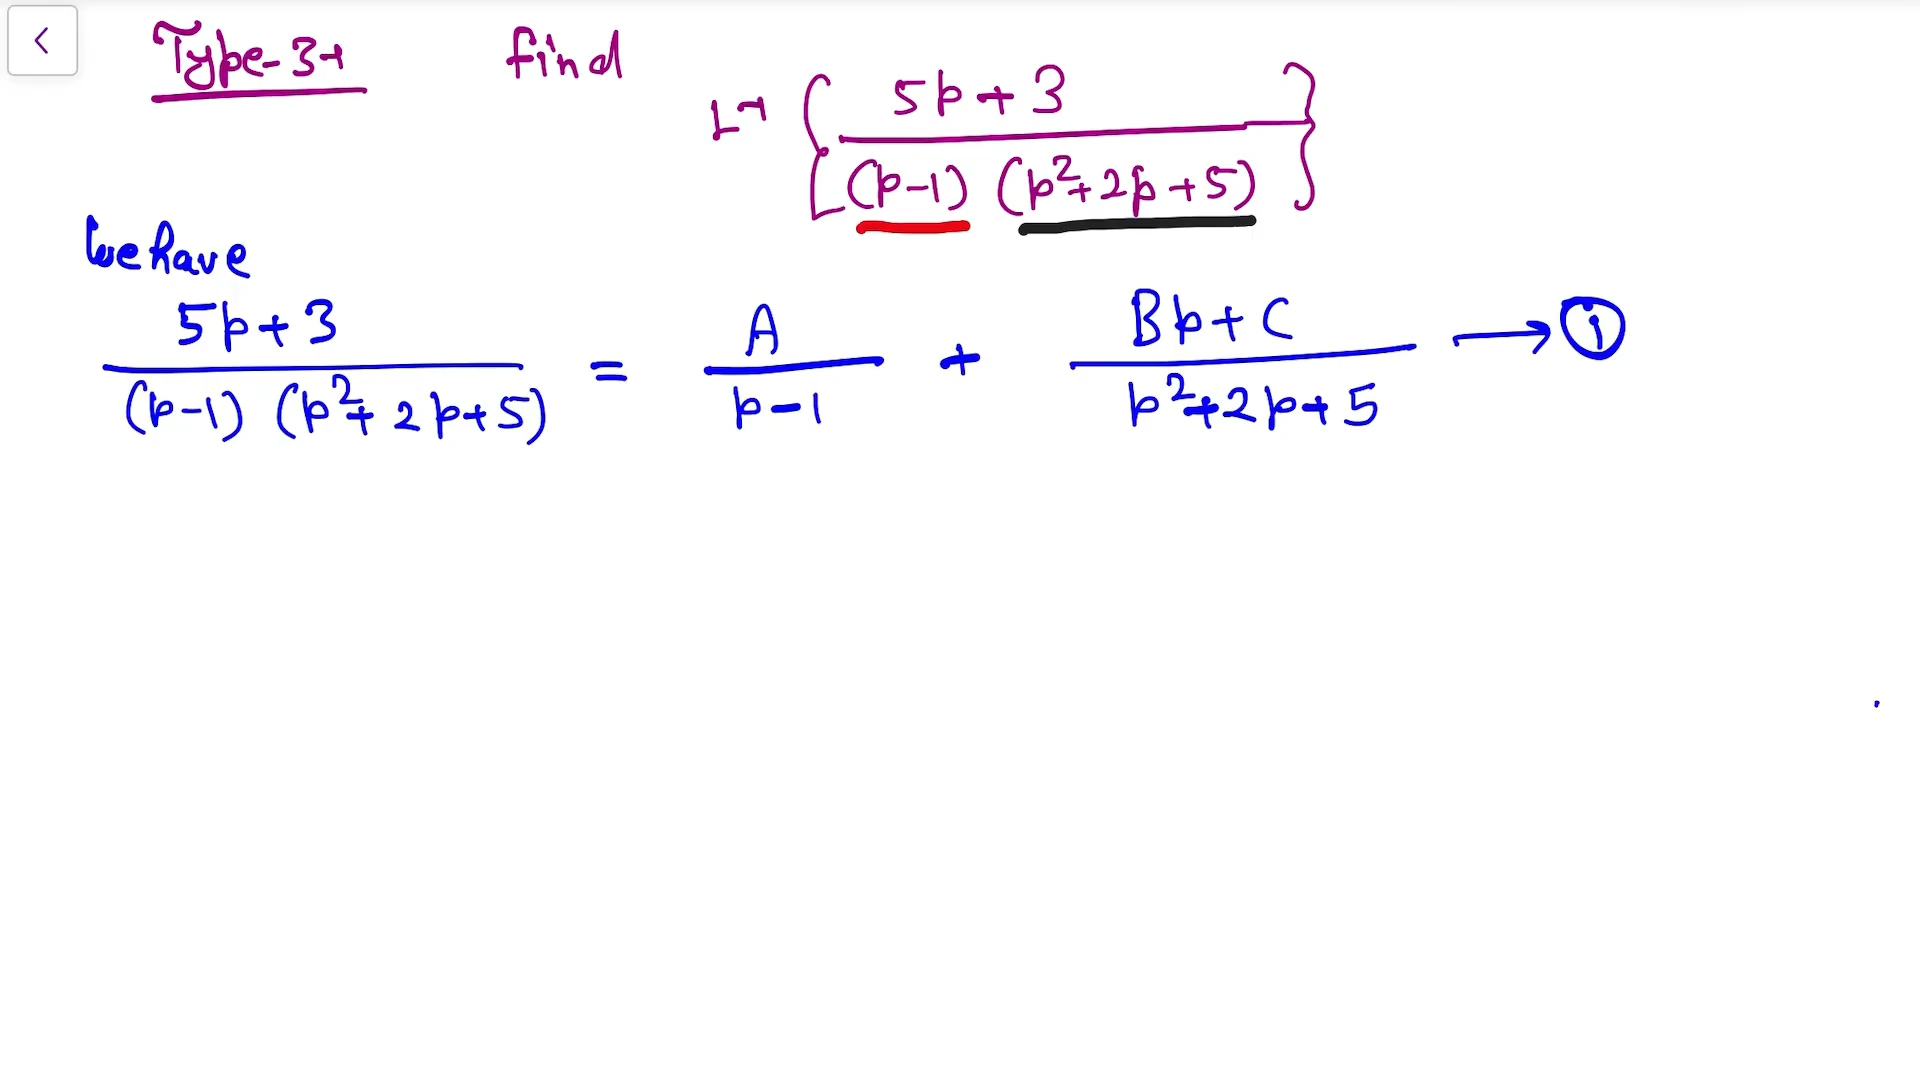 Type-3→ find
L⁻¹ { 5p+3 / (p-1) (p²+2p+5) }
We have
5p+3 / (p-1) (p²+2p+5) = A / p-1 + Bp+C / p²+2p+5 → (i)